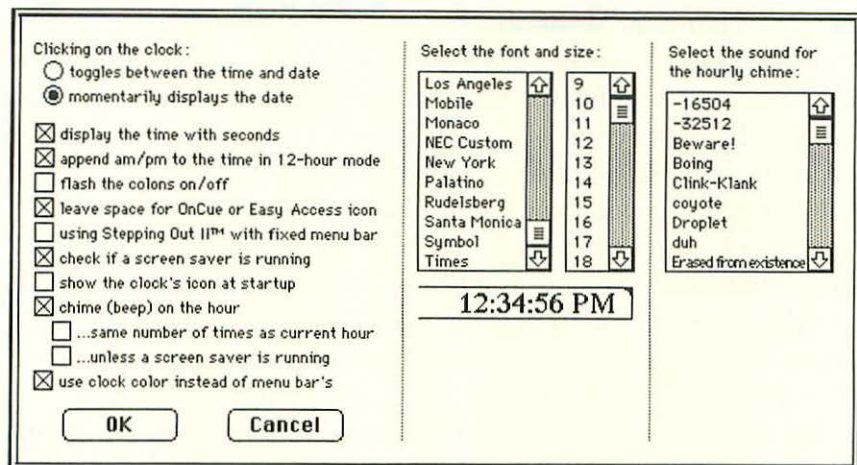 Clicking on the clock:
toggles between the time and date
momentarily displays the date
display the time with seconds
append am/pm to the time in 12-hour mode
flash the colons on/off
leave space for OnCue or Easy Access icon
using Stepping Out II™ with fixed menu bar
check if a screen saver is running
show the clock's icon at startup
chime (beep) on the hour
...same number of times as current hour
...unless a screen saver is running
use clock color instead of menu bar's
OK
Cancel
Select the font and size:
Los Angeles
Mobile
Monaco
NEC Custom
New York
Palatino
Rudelsberg
Santa Monica
Symbol
Times
9
10
11
12
13
14
15
16
17
18
12:34:56 PM
Select the sound for
the hourly chime:
-16504
-32512
Beware!
Boing
Clink-Klank
coyote
Droplet
duh
Erased from existence